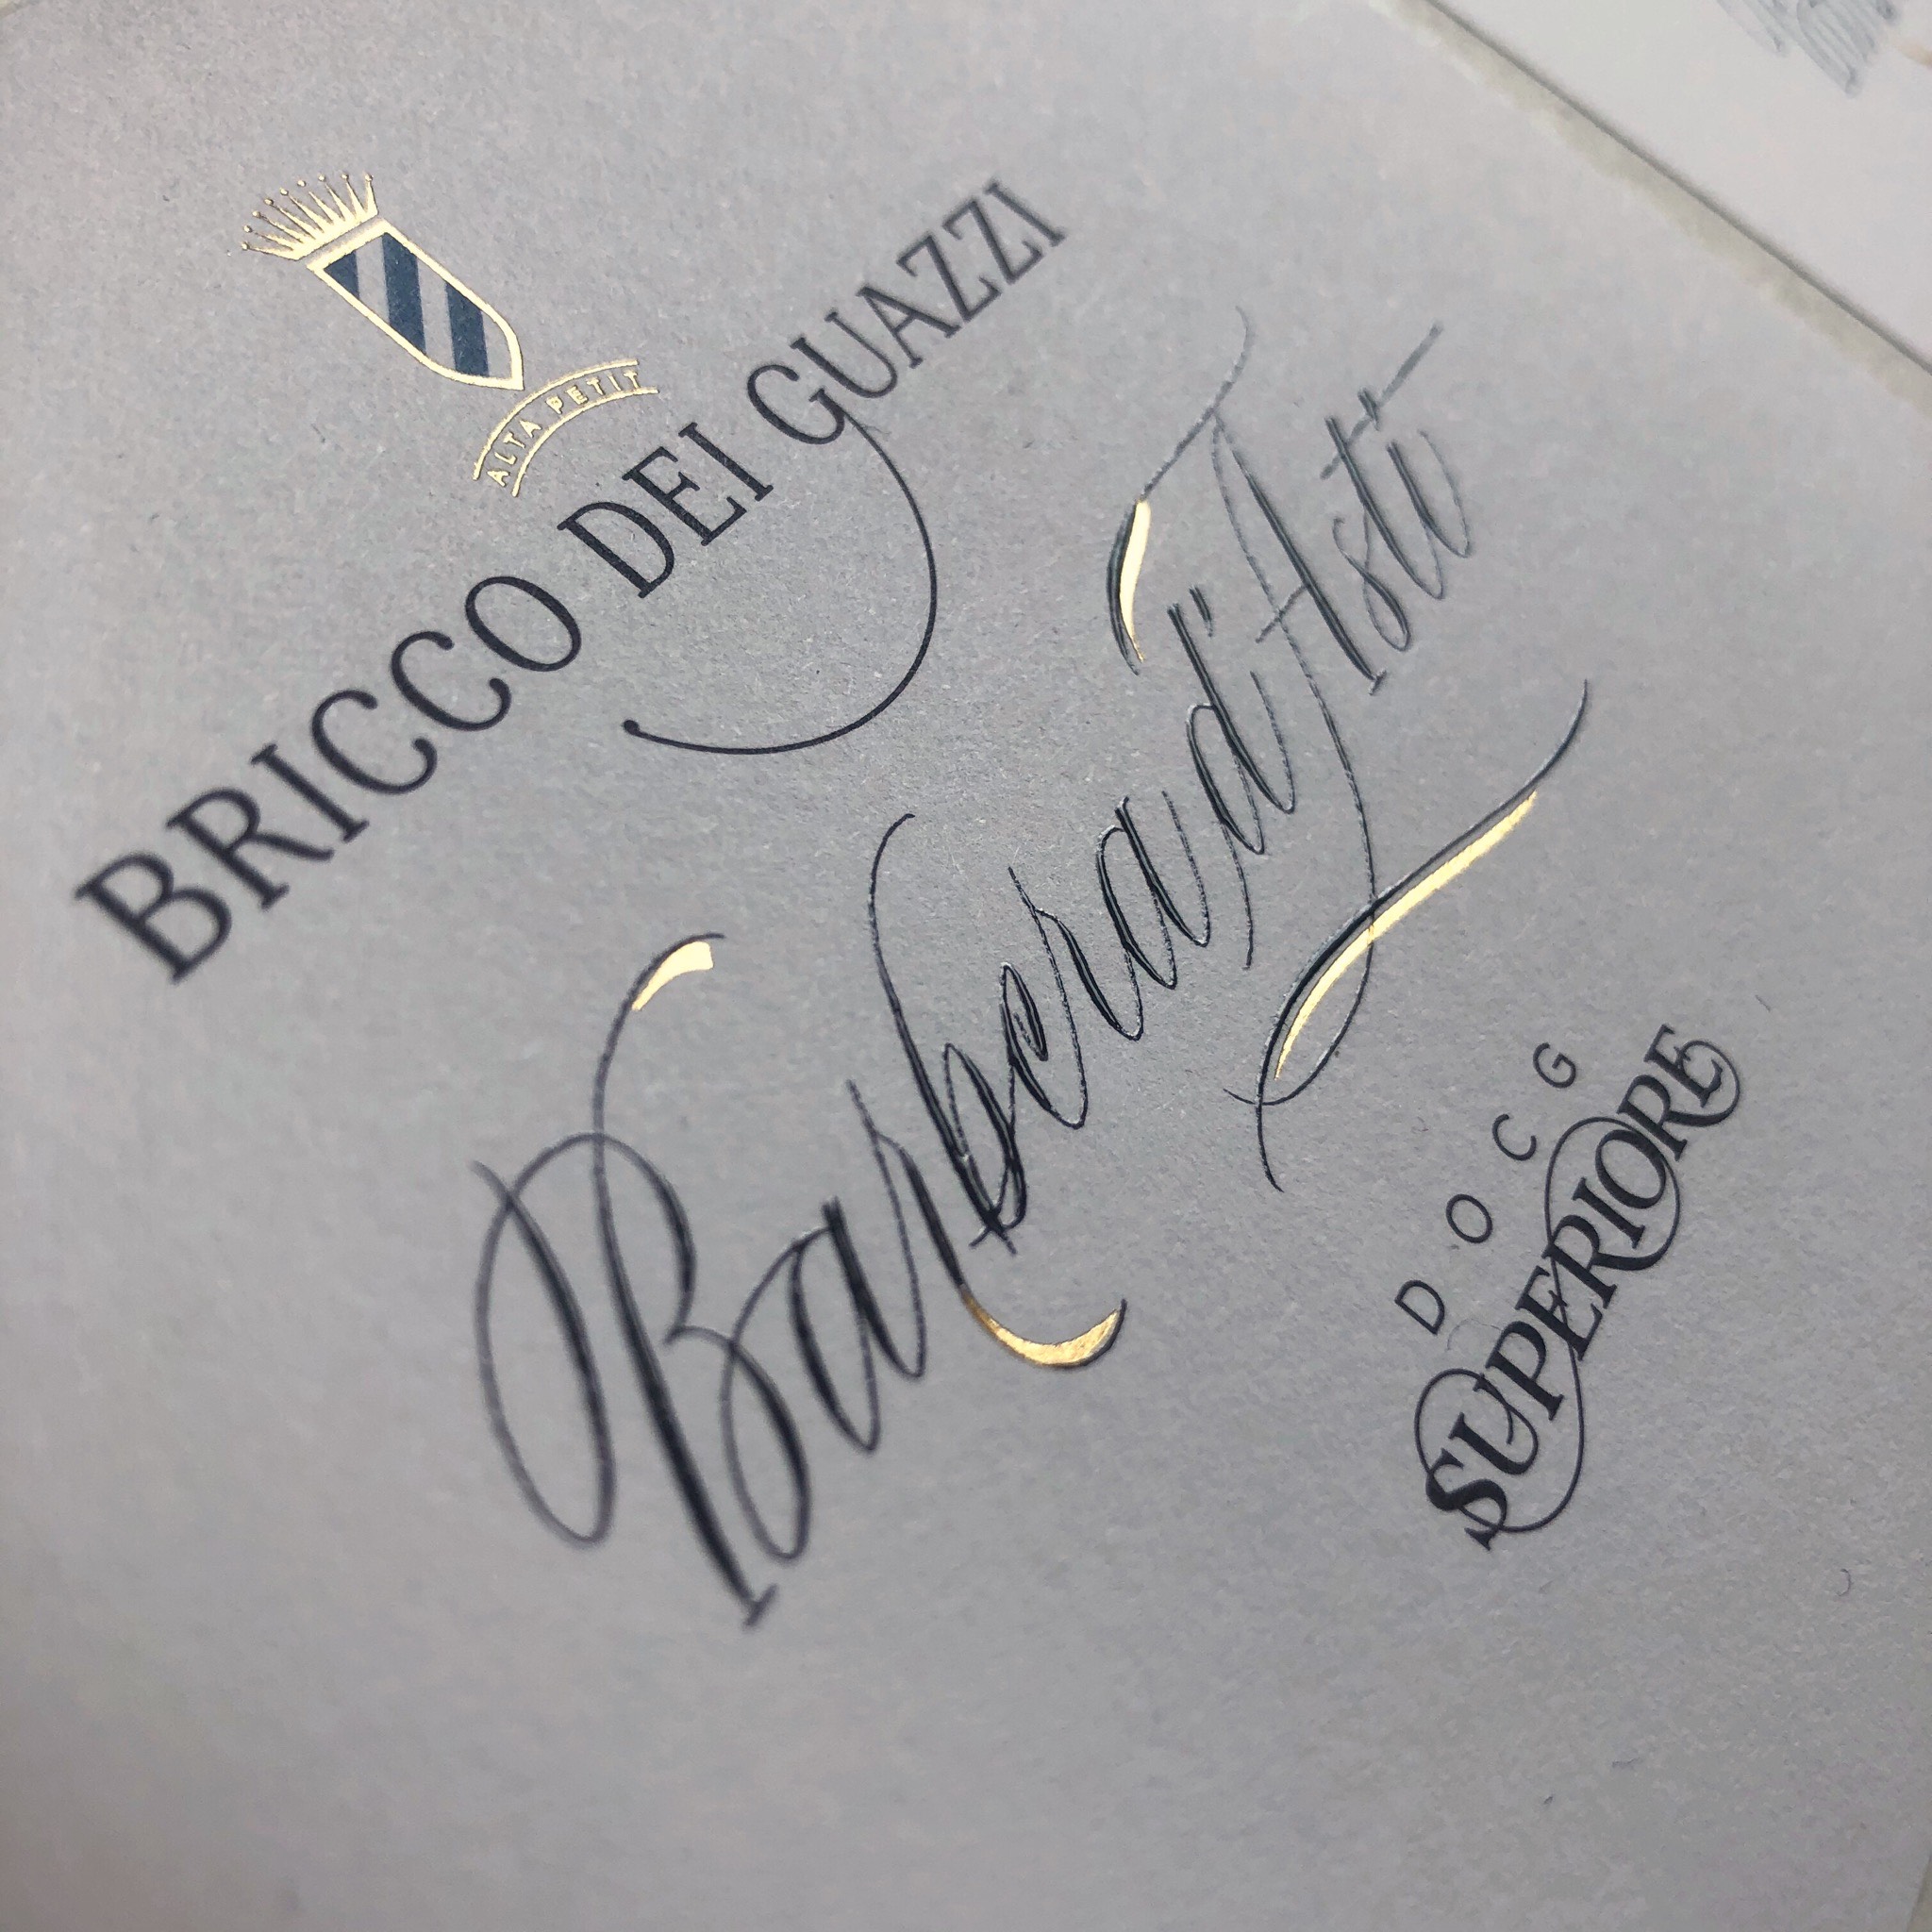 ALTA PETIT
BRICCO DEI GUAZZI
Barbera d'Asti
DOCG
SUPERIORE